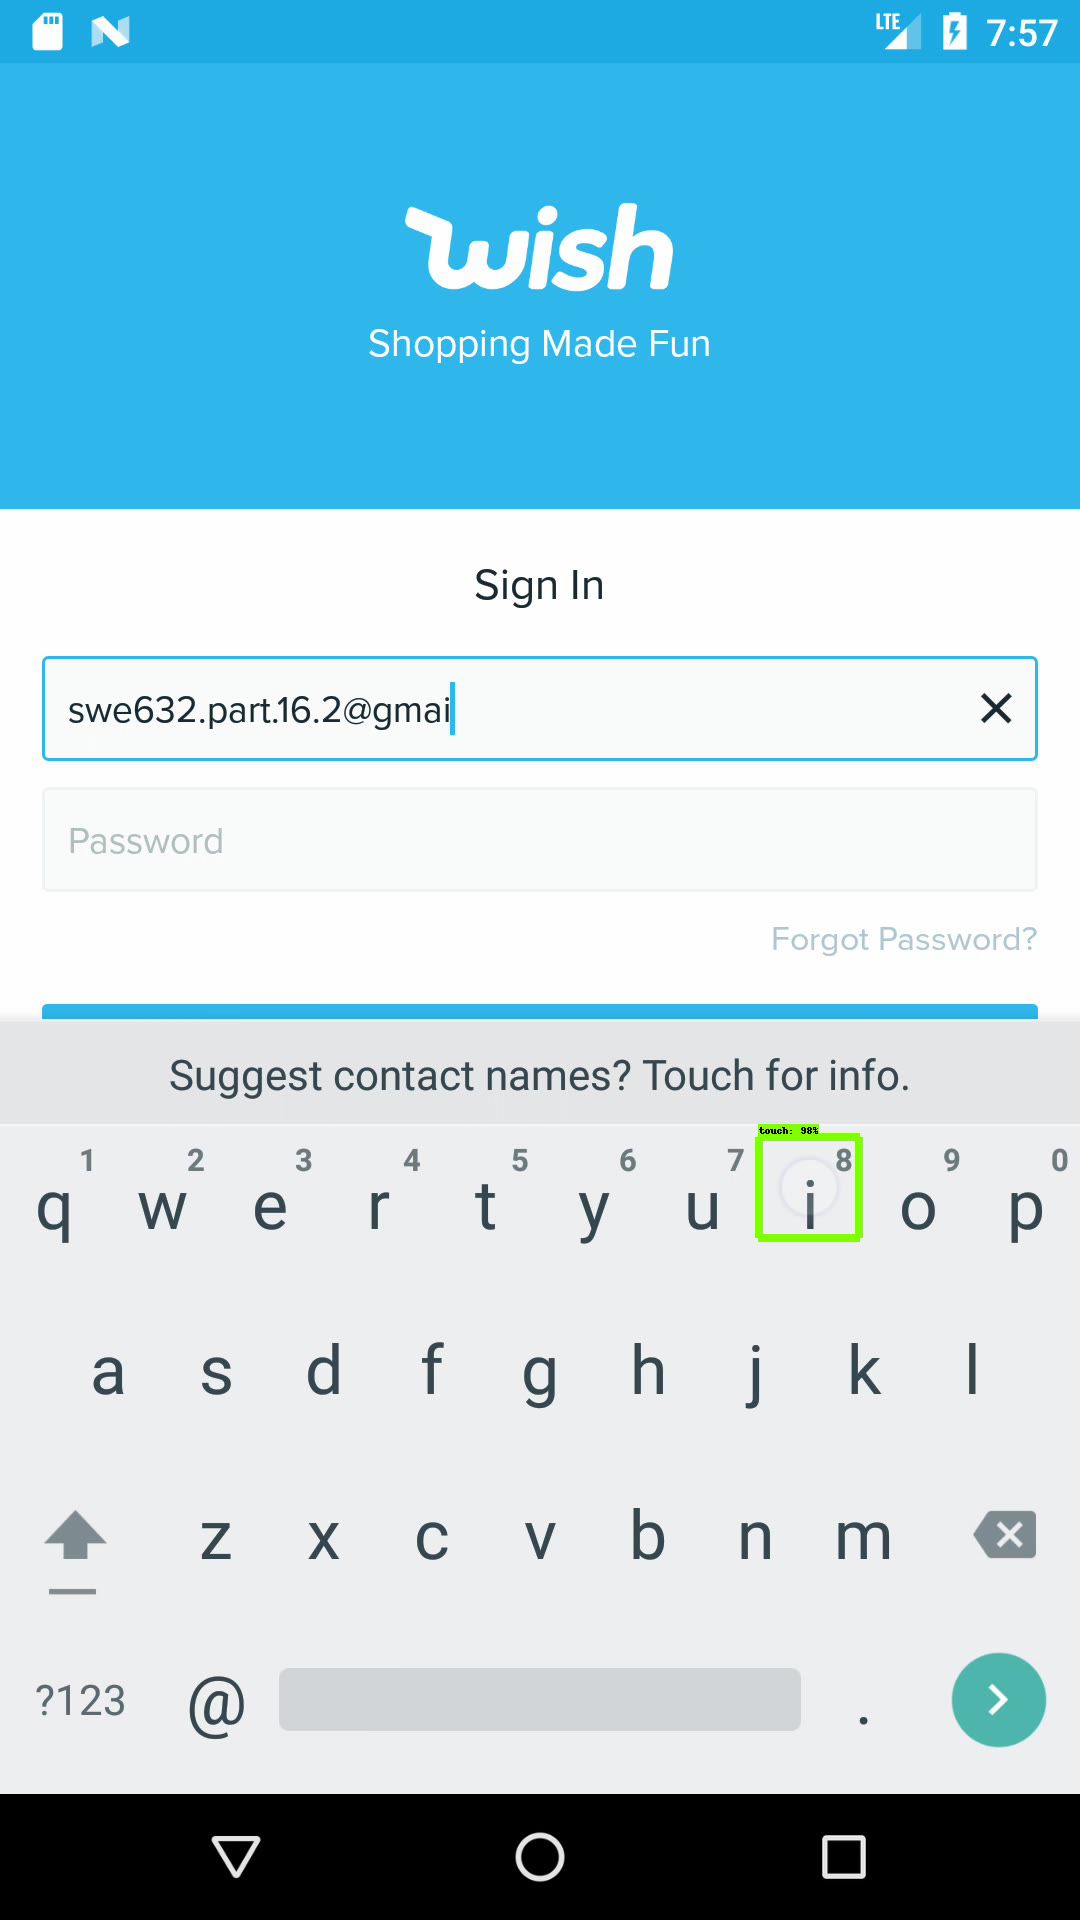 LTE 7:57
wish
Shopping Made Fun
Sign In
swe632.part.16.2@gmai
Password
Forgot Password?
Suggest contact names? Touch for info.
touch: 98%
1 2 3 4 5 6 7 8 9 0
q w e r t y u i o p
a s d f g h j k l
z x c v b n m
?123 @ .